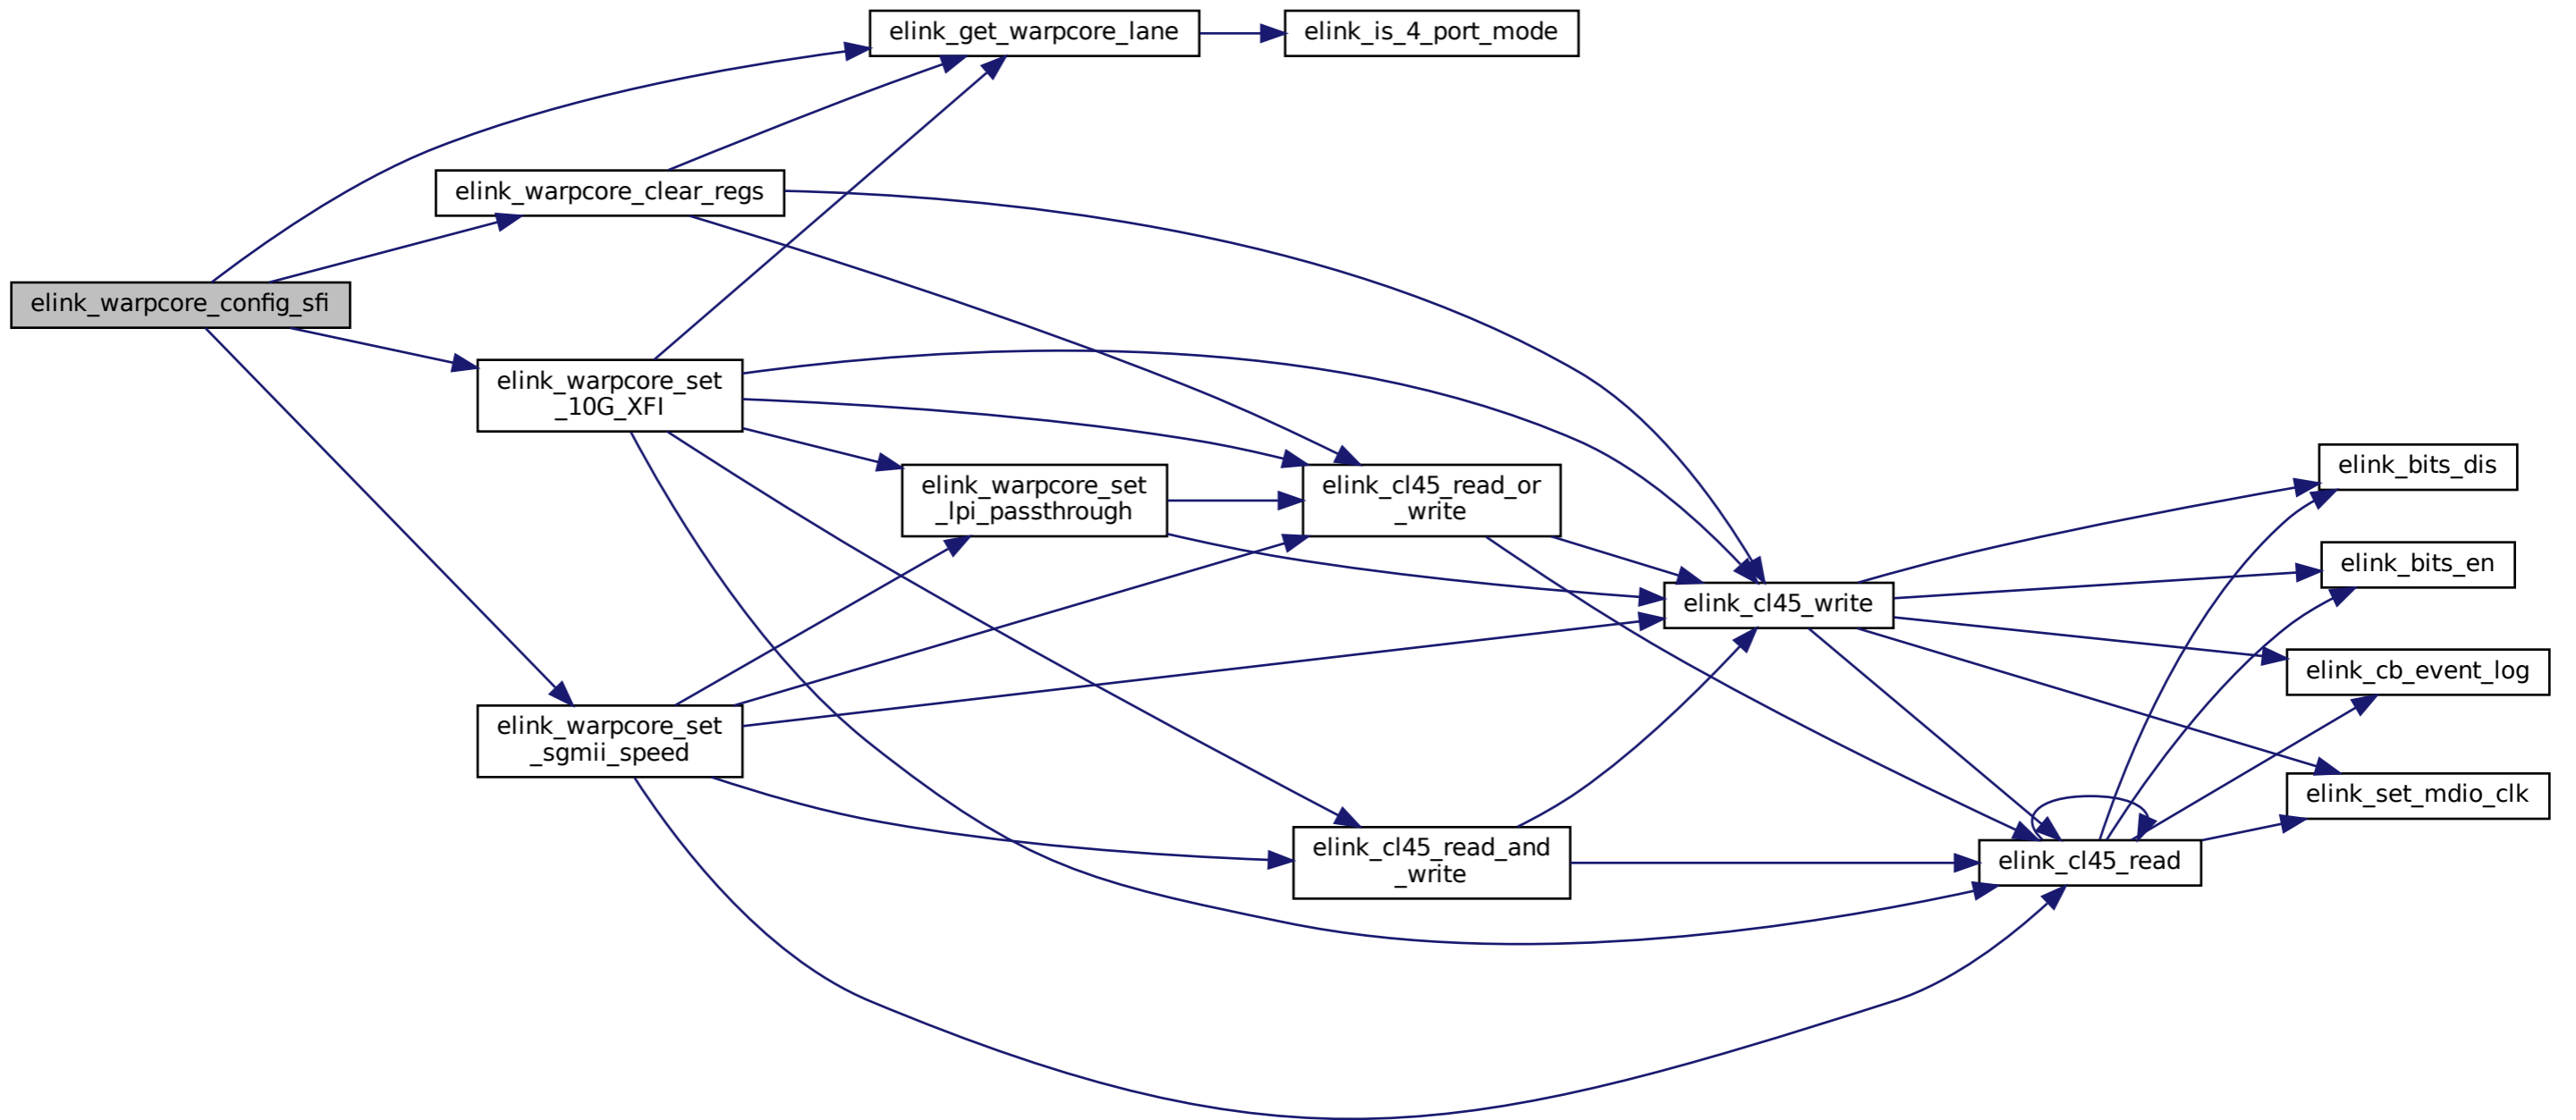 elink_get_warpcore_lane
elink_is_4_port_mode
elink_warpcore_clear_regs
elink_warpcore_config_sfi
elink_warpcore_set
_10G_XFI
elink_warpcore_set
_lpi_passthrough
elink_cl45_read_or
_write
elink_bits_dis
elink_bits_en
elink_cl45_write
elink_cb_event_log
elink_warpcore_set
_sgmii_speed
elink_set_mdio_clk
elink_cl45_read_and
_write
elink_cl45_read